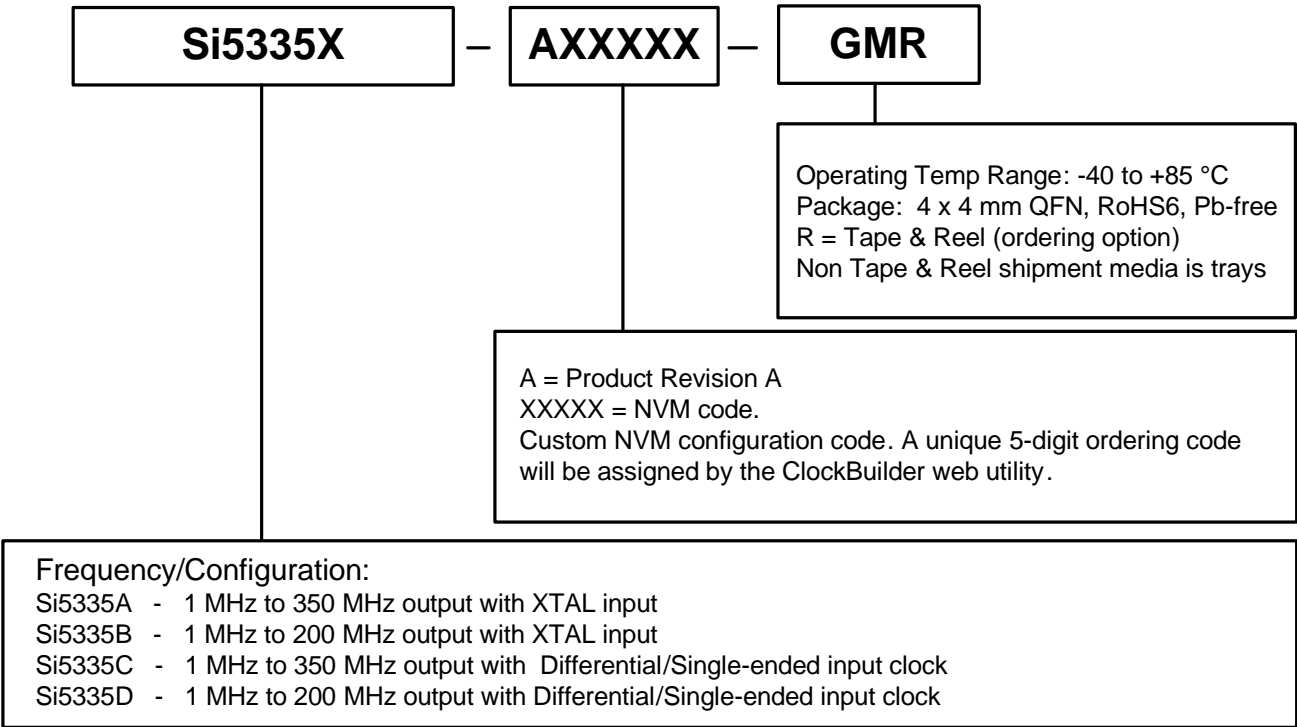 Si5335X – AXXXXX – GMR
Operating Temp Range: -40 to +85 °C
Package: 4 x 4 mm QFN, RoHS6, Pb-free
R = Tape & Reel (ordering option)
Non Tape & Reel shipment media is trays
A = Product Revision A
XXXXX = NVM code.
Custom NVM configuration code. A unique 5-digit ordering code
will be assigned by the ClockBuilder web utility.
Frequency/Configuration:
Si5335A - 1 MHz to 350 MHz output with XTAL input
Si5335B - 1 MHz to 200 MHz output with XTAL input
Si5335C - 1 MHz to 350 MHz output with Differential/Single-ended input clock
Si5335D - 1 MHz to 200 MHz output with Differential/Single-ended input clock